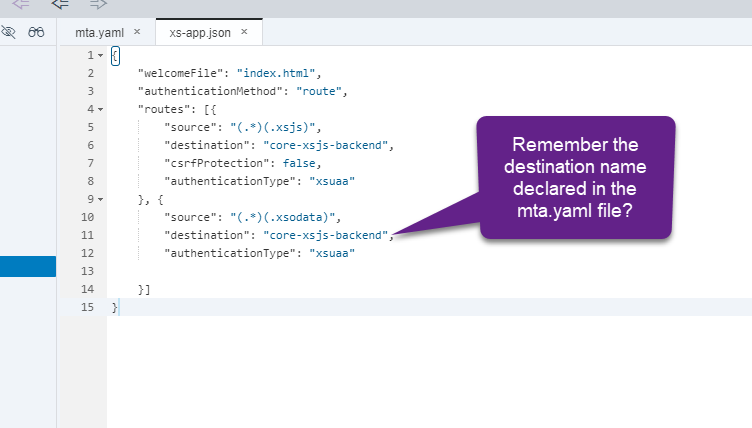 mta.yaml × xs-app.json ×
1 {
2 "welcomeFile": "index.html",
3 "authenticationMethod": "route",
4 "routes": [{
5 "source": "(.*)(.xsjs)",
6 "destination": "core-xsjs-backend",
7 "csrfProtection": false,
8 "authenticationType": "xsuaa"
9 }, {
10 "source": "(.*)(.xsodata)",
11 "destination": "core-xsjs-backend",
12 "authenticationType": "xsuaa"
13
14 }]
15 }
Remember the
destination name
declared in the
mta.yaml file?